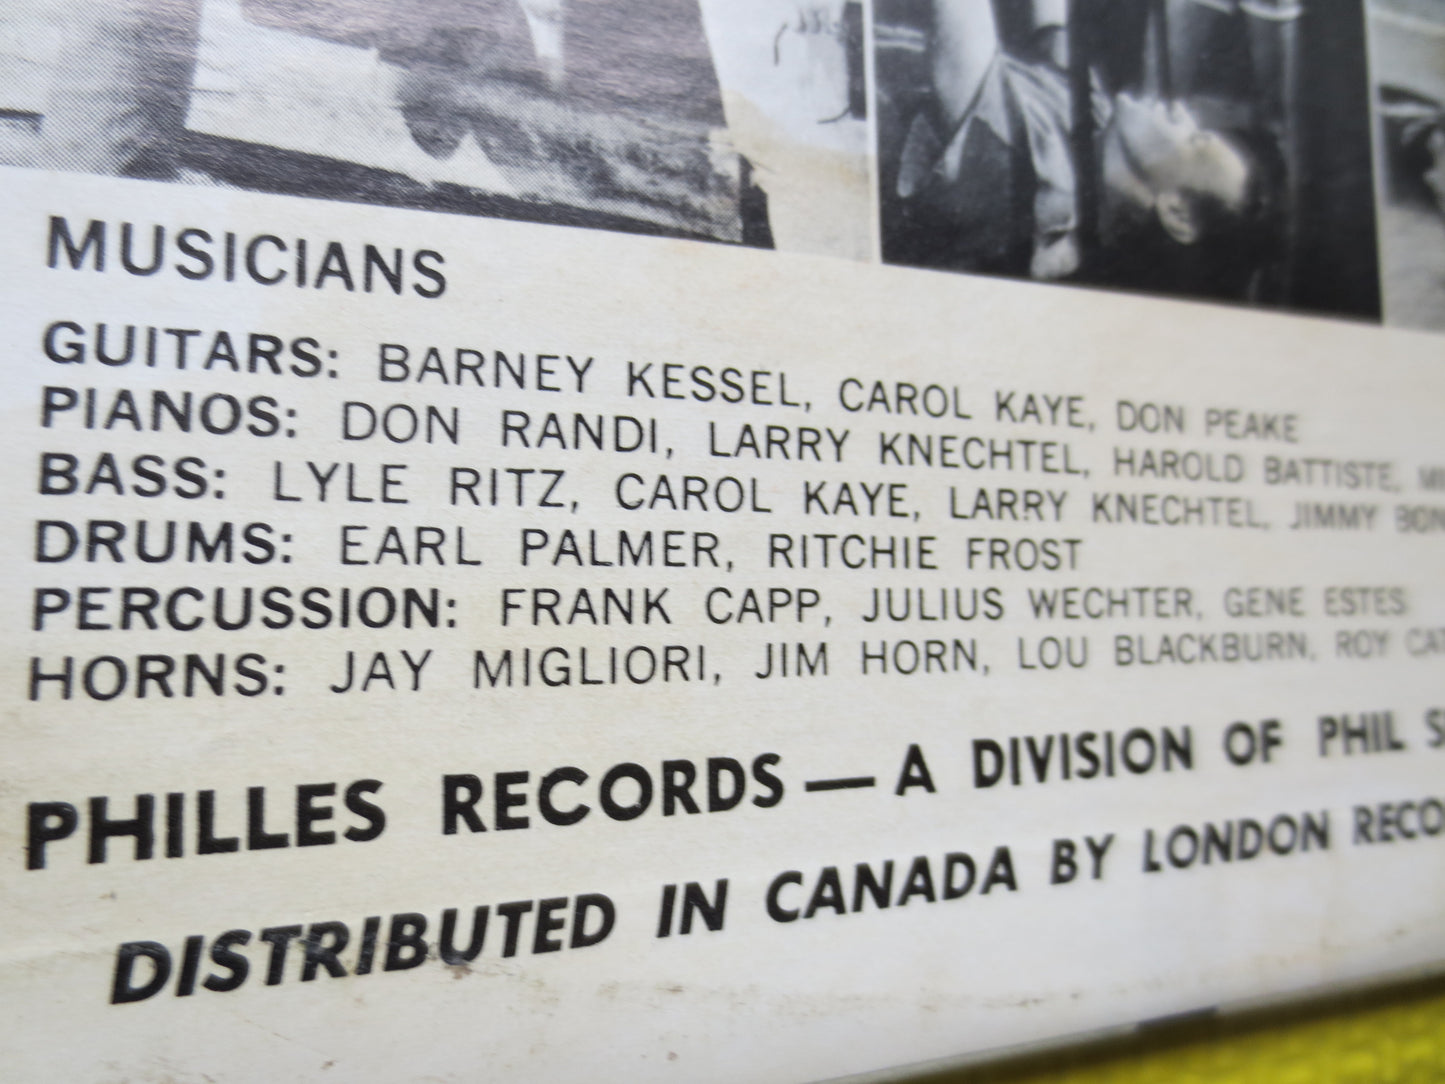 MUSICIANS
GUITARS: BARNEY KESSEL, CAROL KAYE, DON PEAKE
PIANOS: DON RANDI, LARRY KNECHTEL, HAROLD BATTISTE,
BASS: LYLE RITZ, CAROL KAYE, LARRY KNECHTEL, JIMMY
DRUMS: EARL PALMER, RITCHIE FROST
PERCUSSION: FRANK CAPP, JULIUS WECHTER, GENE ESTES
HORNS: JAY MIGLIORI, JIM HORN, LOU BLACKBURN, ROY
PHILLES RECORDS — A DIVISION OF PHIL
DISTRIBUTED IN CANADA BY LONDON